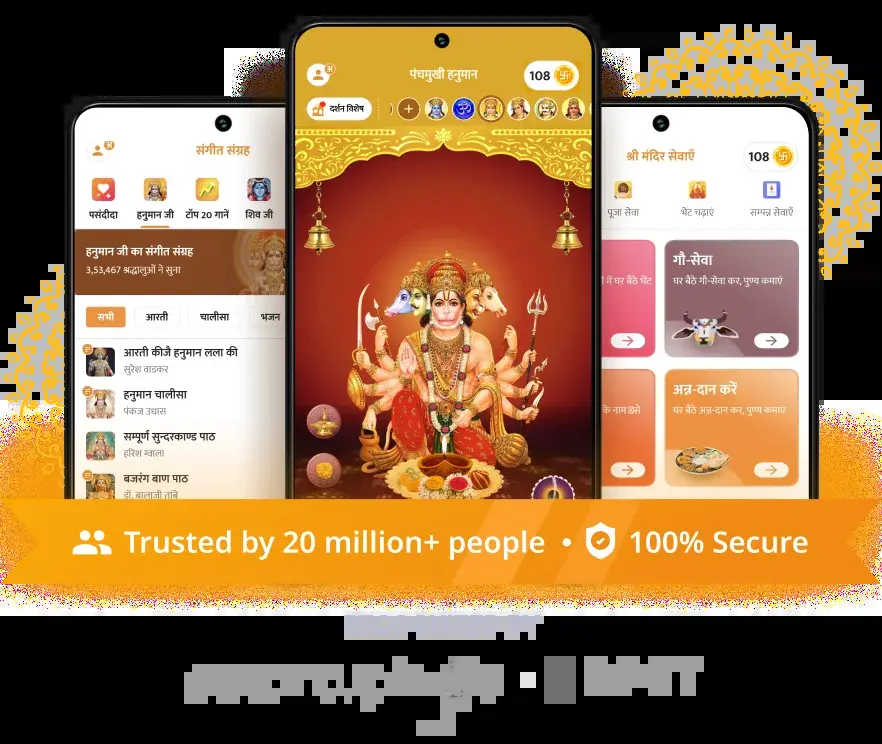 संगीत संग्रह
पसंदीदा
हनुमान जी
टॉप 20 गानें
शिव जी
हनुमान जी का संगीत संग्रह
3,53,467 श्रद्धालुओं ने सुना
सभी
आरती
चालीसा
भजन
आरती कीजै हनुमान लला की
सुरेश वाडकर
हनुमान चालीसा
पंकज उधास
सम्पूर्ण सुन्दरकाण्ड पाठ
हरिश ग्वाला
बजरंग बाण पाठ
डॉ. बालाजी तांबे
पंचमुखी हनुमान
108
दर्शन विशेष
श्री मंदिर सेवाएँ
108
पूजा सेवा
भेंट चढ़ाएं
सम्पन्न सेवाएँ
में घर बैठे भेंट
गौ-सेवा
घर बैठे गौ-सेवा कर, पुण्य कमाएं
के नाम
अन्न-दान करें
घर बैठे अन्न-दान कर, पुण्य कमाएं
Trusted by 20 million+ people • 100% Secure